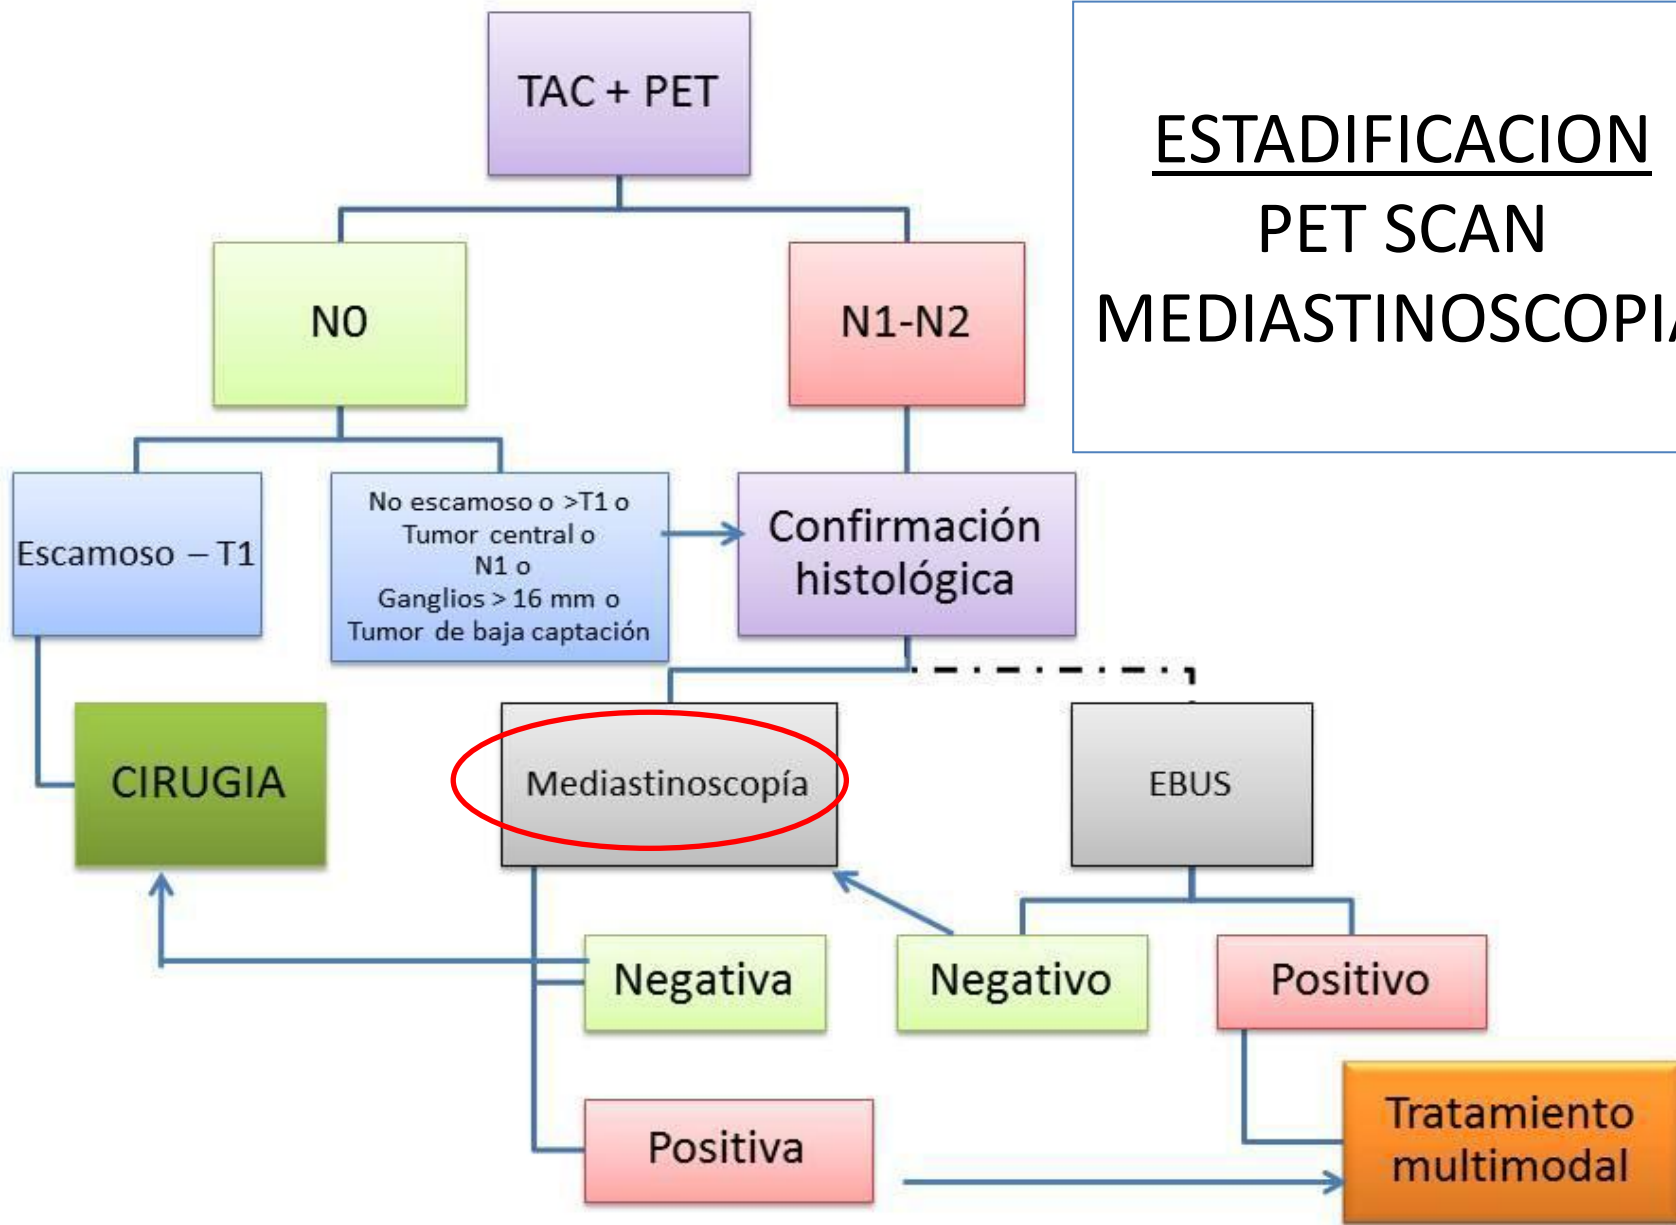 TAC + PET
ESTADIFICACION
PET SCAN
MEDIASTINOSCOPIA
N0
N1-N2
Escamoso – T1
No escamoso o >T1 o
Tumor central o
N1 o
Ganglios > 16 mm o
Tumor de baja captación
Confirmación
histológica
CIRUGIA
Mediastinoscopía
EBUS
Negativa
Negativo
Positivo
Positiva
Tratamiento
multimodal